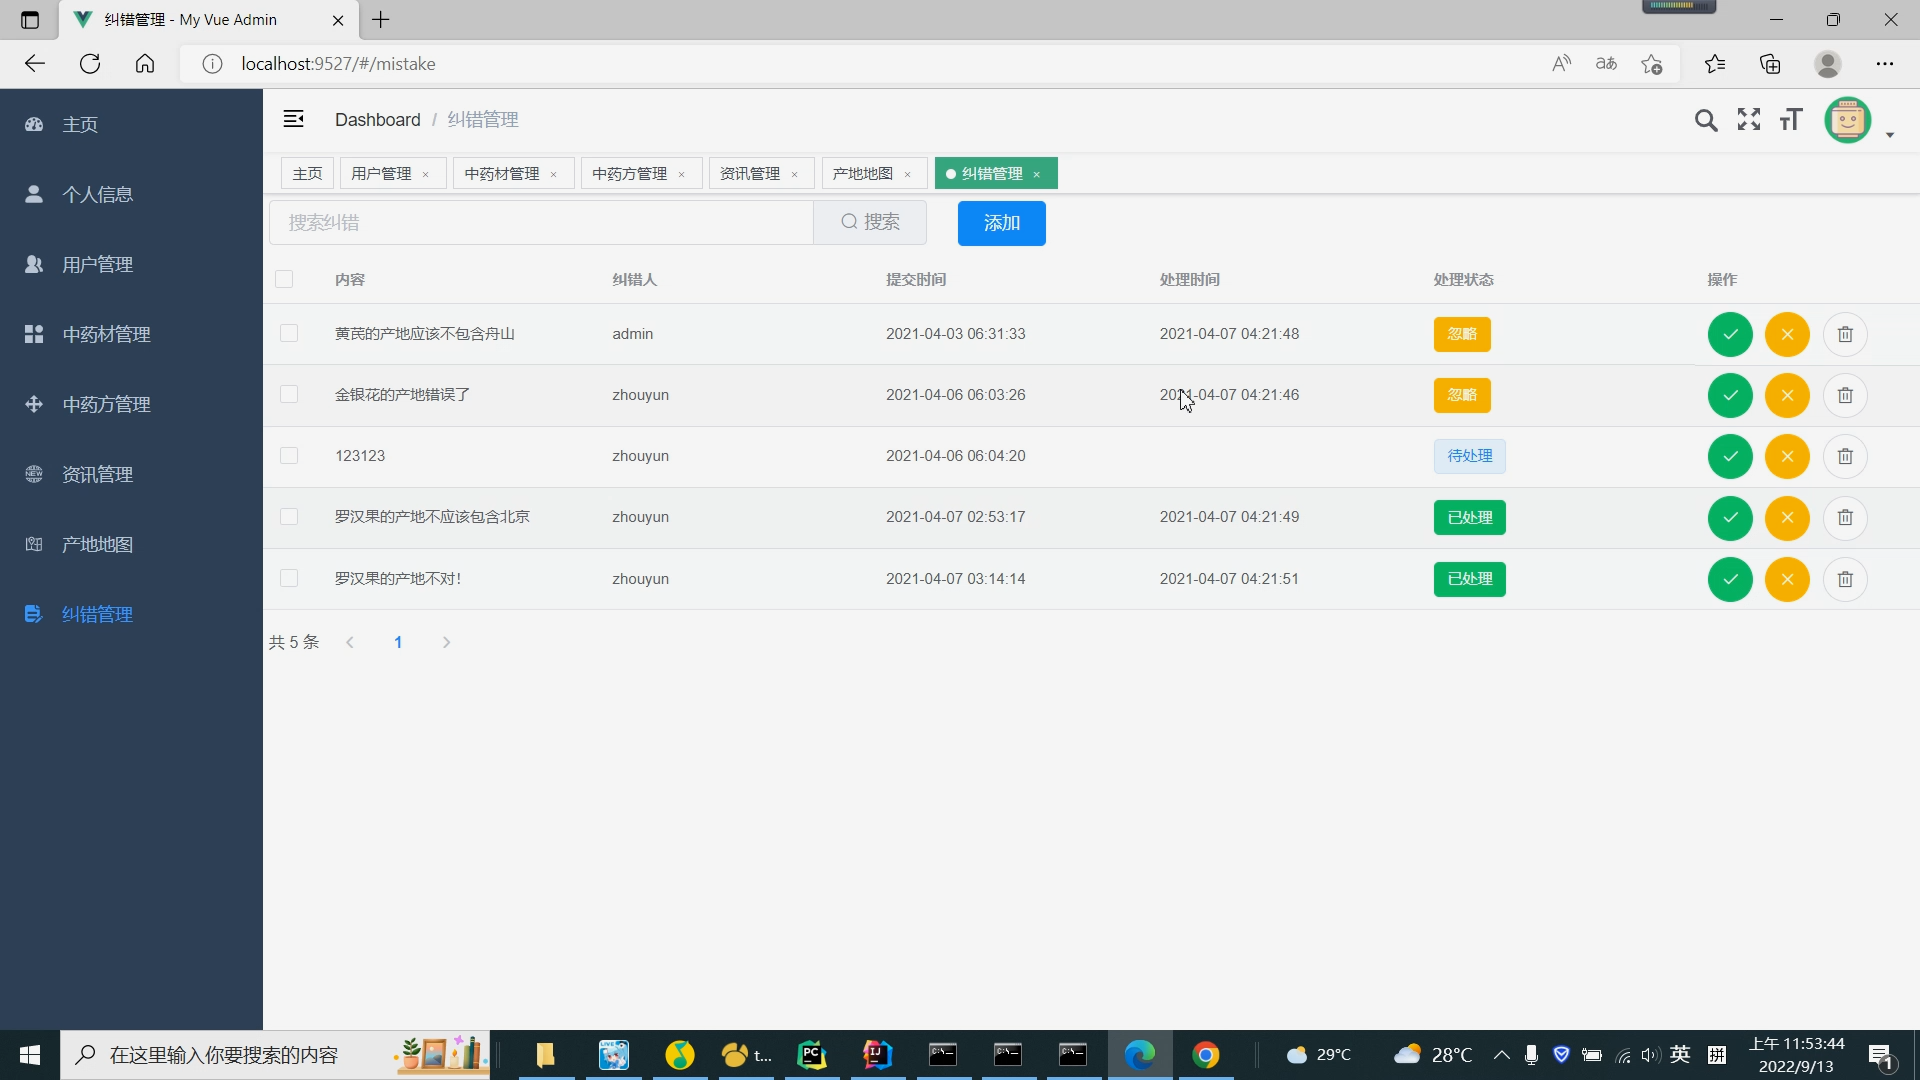 纠错管理 - My Vue Admin
localhost:9527/#/mistake
主页
个人信息
用户管理
中药材管理
中药方管理
资讯管理
产地地图
纠错管理
Dashboard / 纠错管理
主页 用户管理 中药材管理 中药方管理 资讯管理 产地地图 纠错管理
搜索纠错 搜索 添加
内容 纠错人 提交时间 处理时间 处理状态 操作
黄芪的产地应该不包含舟山 admin 2021-04-03 06:31:33 2021-04-07 04:21:48 忽略
金银花的产地错误了 zhouyun 2021-04-06 06:03:26 2021-04-07 04:21:46 忽略
123123 zhouyun 2021-04-06 06:04:20 待处理
罗汉果的产地不应该包含北京 zhouyun 2021-04-07 02:53:17 2021-04-07 04:21:49 已处理
罗汉果的产地不对! zhouyun 2021-04-07 03:14:14 2021-04-07 04:21:51 已处理
共 5 条 1
在这里输入你要搜索的内容 t... 29°C 28°C 英 拼 上午 11:53:44
2022/9/13 1